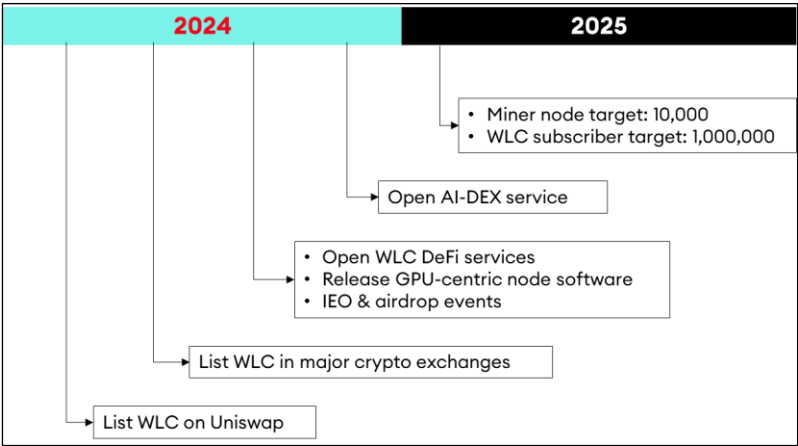 2024
2025
• Miner node target: 10,000
• WLC subscriber target: 1,000,000
Open AI-DEX service
• Open WLC DeFi services
• Release GPU-centric node software
• IEO & airdrop events
List WLC in major crypto exchanges
List WLC on Uniswap